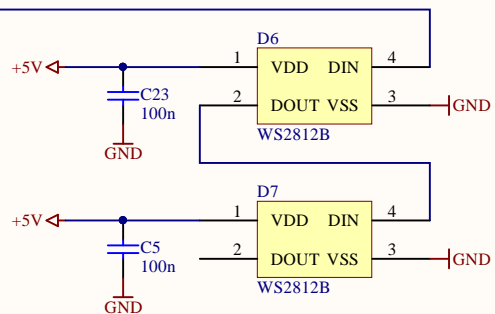 D6
+5V
1
VDD DIN
4
C23
100n
2
DOUT VSS
3
GND
GND
WS2812B
D7
+5V
1
VDD DIN
4
C5
100n
2
DOUT VSS
3
GND
GND
WS2812B